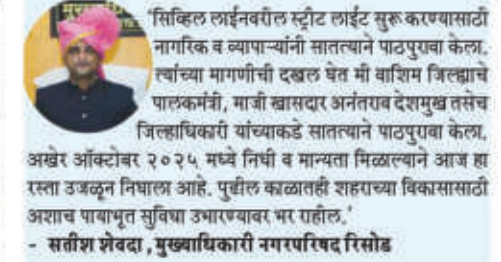 'सिव्हिल लाईनवरील स्ट्रीट लाईट सुरू करण्यासाठी
नागरिक व व्यापाऱ्यांनी सातत्याने पाठपुरावा केला.
त्यांच्या मागणीची दखल घेत मी वाशिम जिल्ह्याचे
पालकमंत्री, माजी खासदार अनंतराव देशमुख तसेच
जिल्हाधिकारी यांच्याकडे सातत्याने पाठपुरावा केला.
अखेर ऑक्टोबर २०२५ मध्ये निधी व मान्यता मिळाल्याने आज हा
रस्ता उजळून निघाला आहे. पुढील काळातही शहराच्या विकासासाठी
अशाच पायाभूत सुविधा उभारण्यावर भर राहील.'
- सतीश शेवदा, मुख्याधिकारी नगरपरिषद रिसोड